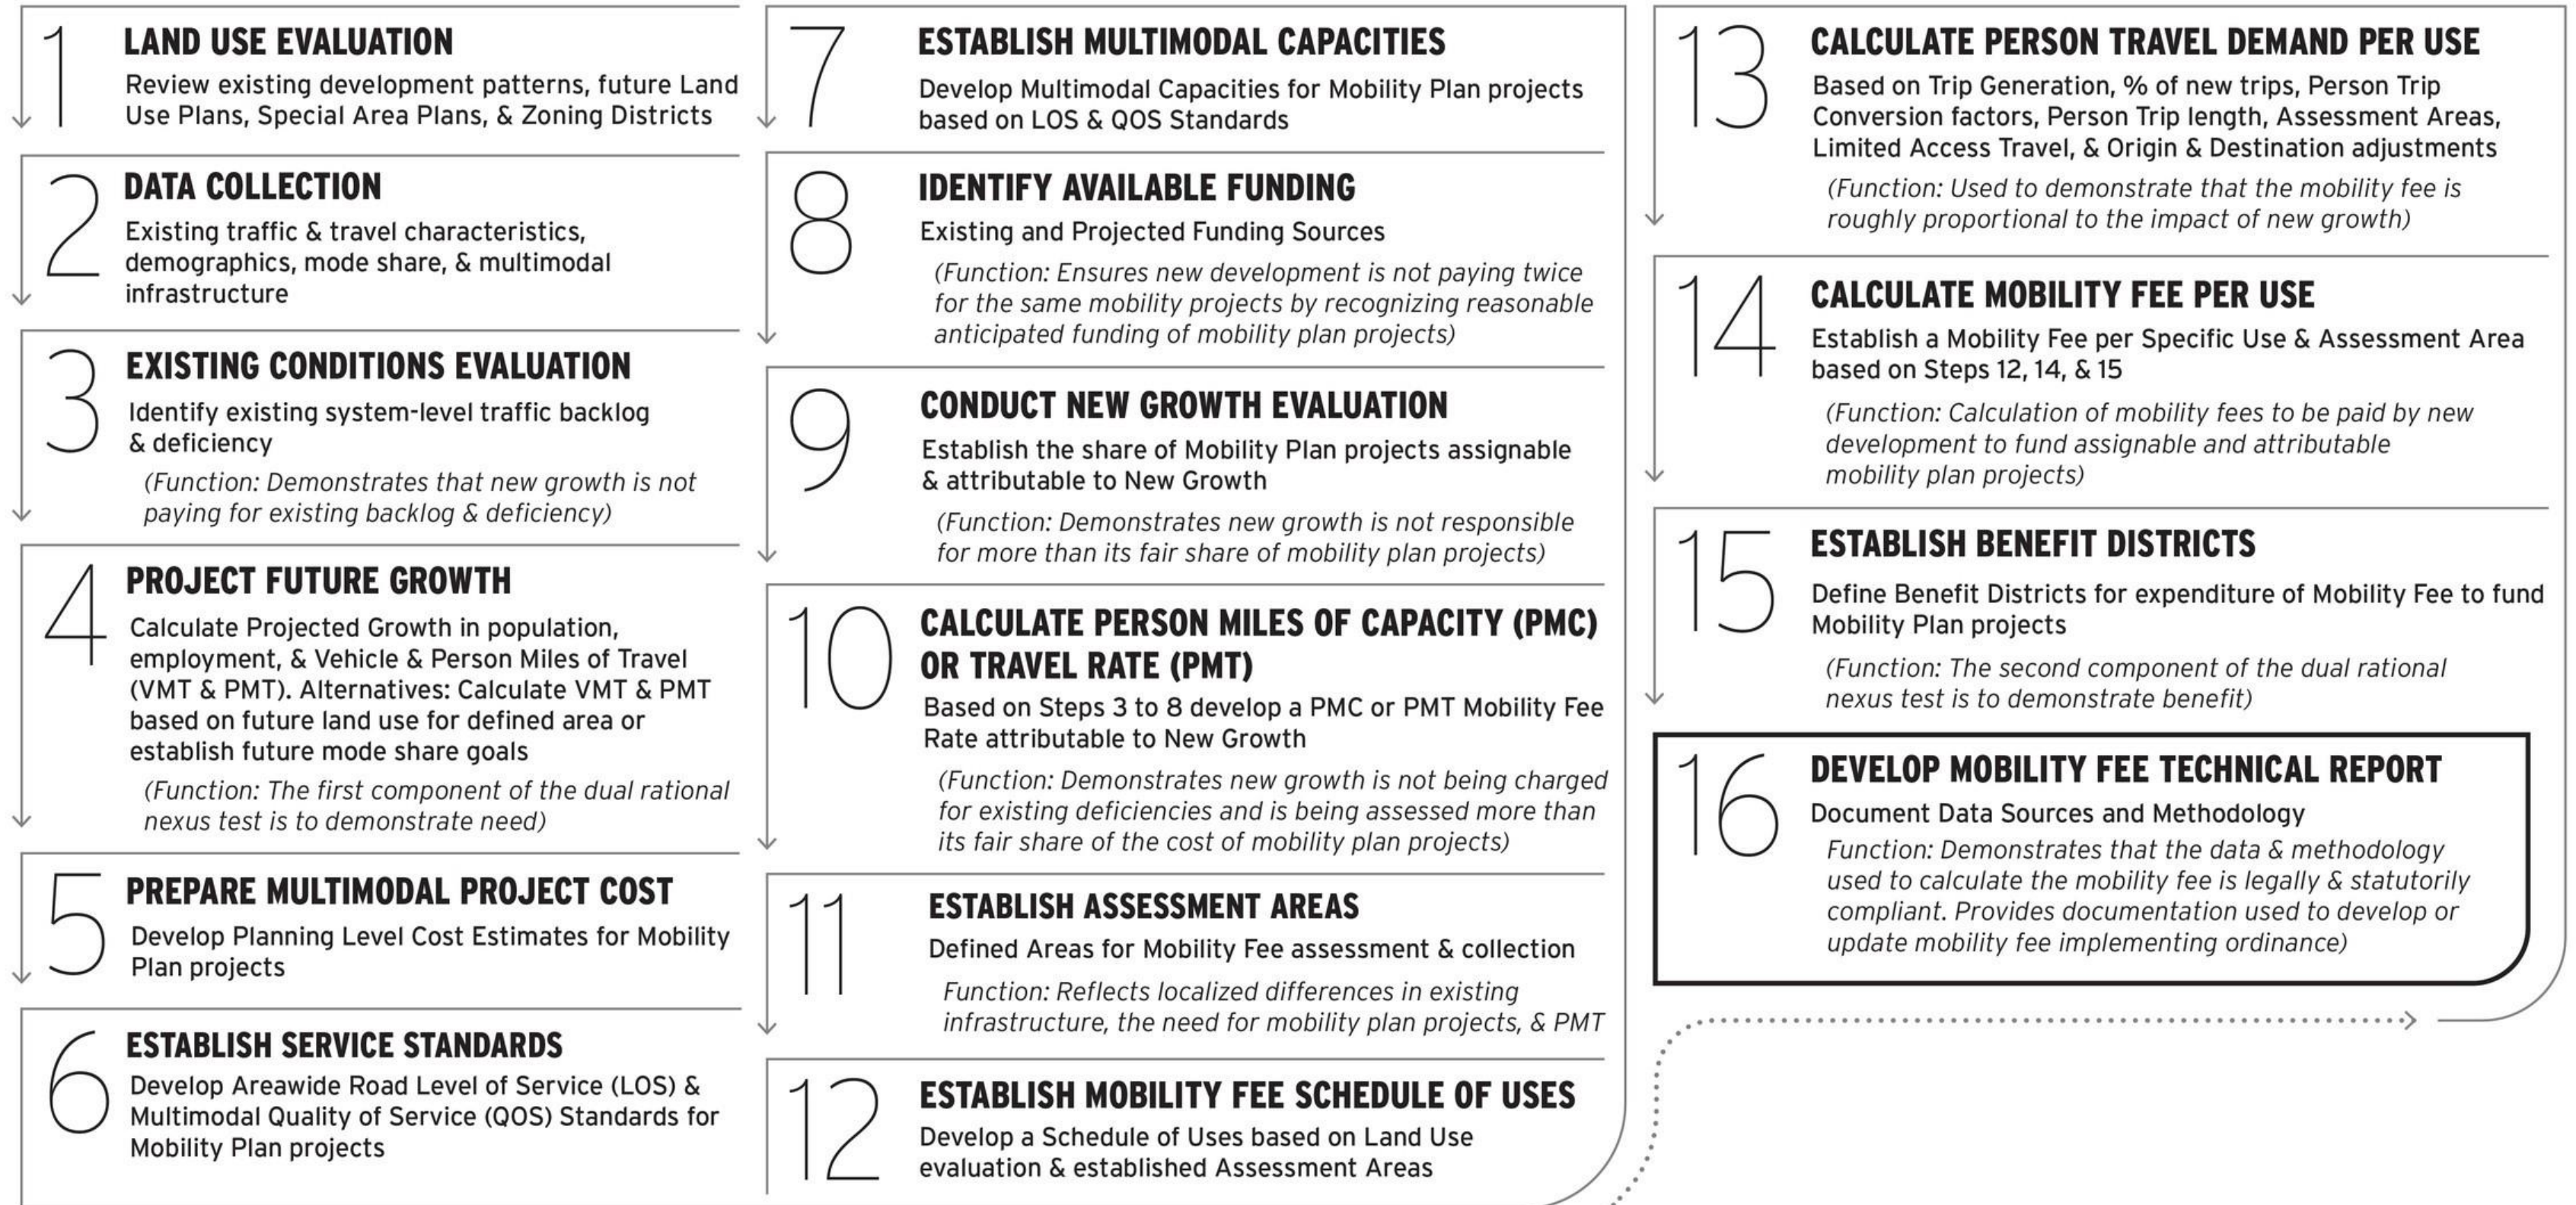 1
LAND USE EVALUATION
Review existing development patterns, future Land
Use Plans, Special Area Plans, & Zoning Districts
2
DATA COLLECTION
Existing traffic & travel characteristics,
demographics, mode share, & multimodal
infrastructure
3
EXISTING CONDITIONS EVALUATION
Identify existing system-level traffic backlog
& deficiency
(Function: Demonstrates that new growth is not
paying for existing backlog & deficiency)
4
PROJECT FUTURE GROWTH
Calculate Projected Growth in population,
employment, & Vehicle & Person Miles of Travel
(VMT & PMT). Alternatives: Calculate VMT & PMT
based on future land use for defined area or
establish future mode share goals
(Function: The first component of the dual rational
nexus test is to demonstrate need)
5
PREPARE MULTIMODAL PROJECT COST
Develop Planning Level Cost Estimates for Mobility
Plan projects
6
ESTABLISH SERVICE STANDARDS
Develop Areawide Road Level of Service (LOS) &
Multimodal Quality of Service (QOS) Standards for
Mobility Plan projects
7
ESTABLISH MULTIMODAL CAPACITIES
Develop Multimodal Capacities for Mobility Plan projects
based on LOS & QOS Standards
8
IDENTIFY AVAILABLE FUNDING
Existing and Projected Funding Sources
(Function: Ensures new development is not paying twice
for the same mobility projects by recognizing reasonable
anticipated funding of mobility plan projects)
9
CONDUCT NEW GROWTH EVALUATION
Establish the share of Mobility Plan projects assignable
& attributable to New Growth
(Function: Demonstrates new growth is not responsible
for more than its fair share of mobility plan projects)
10
CALCULATE PERSON MILES OF CAPACITY (PMC)
OR TRAVEL RATE (PMT)
Based on Steps 3 to 8 develop a PMC or PMT Mobility Fee
Rate attributable to New Growth
(Function: Demonstrates new growth is not being charged
for existing deficiencies and is being assessed more than
its fair share of the cost of mobility plan projects)
11
ESTABLISH ASSESSMENT AREAS
Defined Areas for Mobility Fee assessment & collection
Function: Reflects localized differences in existing
infrastructure, the need for mobility plan projects, & PMT
12
ESTABLISH MOBILITY FEE SCHEDULE OF USES
Develop a Schedule of Uses based on Land Use
evaluation & established Assessment Areas
13
CALCULATE PERSON TRAVEL DEMAND PER USE
Based on Trip Generation, % of new trips, Person Trip
Conversion factors, Person Trip length, Assessment Areas,
Limited Access Travel, & Origin & Destination adjustments
(Function: Used to demonstrate that the mobility fee is
roughly proportional to the impact of new growth)
14
CALCULATE MOBILITY FEE PER USE
Establish a Mobility Fee per Specific Use & Assessment Area
based on Steps 12, 14, & 15
(Function: Calculation of mobility fees to be paid by new
development to fund assignable and attributable
mobility plan projects)
15
ESTABLISH BENEFIT DISTRICTS
Define Benefit Districts for expenditure of Mobility Fee to fund
Mobility Plan projects
(Function: The second component of the dual rational
nexus test is to demonstrate benefit)
16
DEVELOP MOBILITY FEE TECHNICAL REPORT
Document Data Sources and Methodology
Function: Demonstrates that the data & methodology
used to calculate the mobility fee is legally & statutorily
compliant. Provides documentation used to develop or
update mobility fee implementing ordinance)